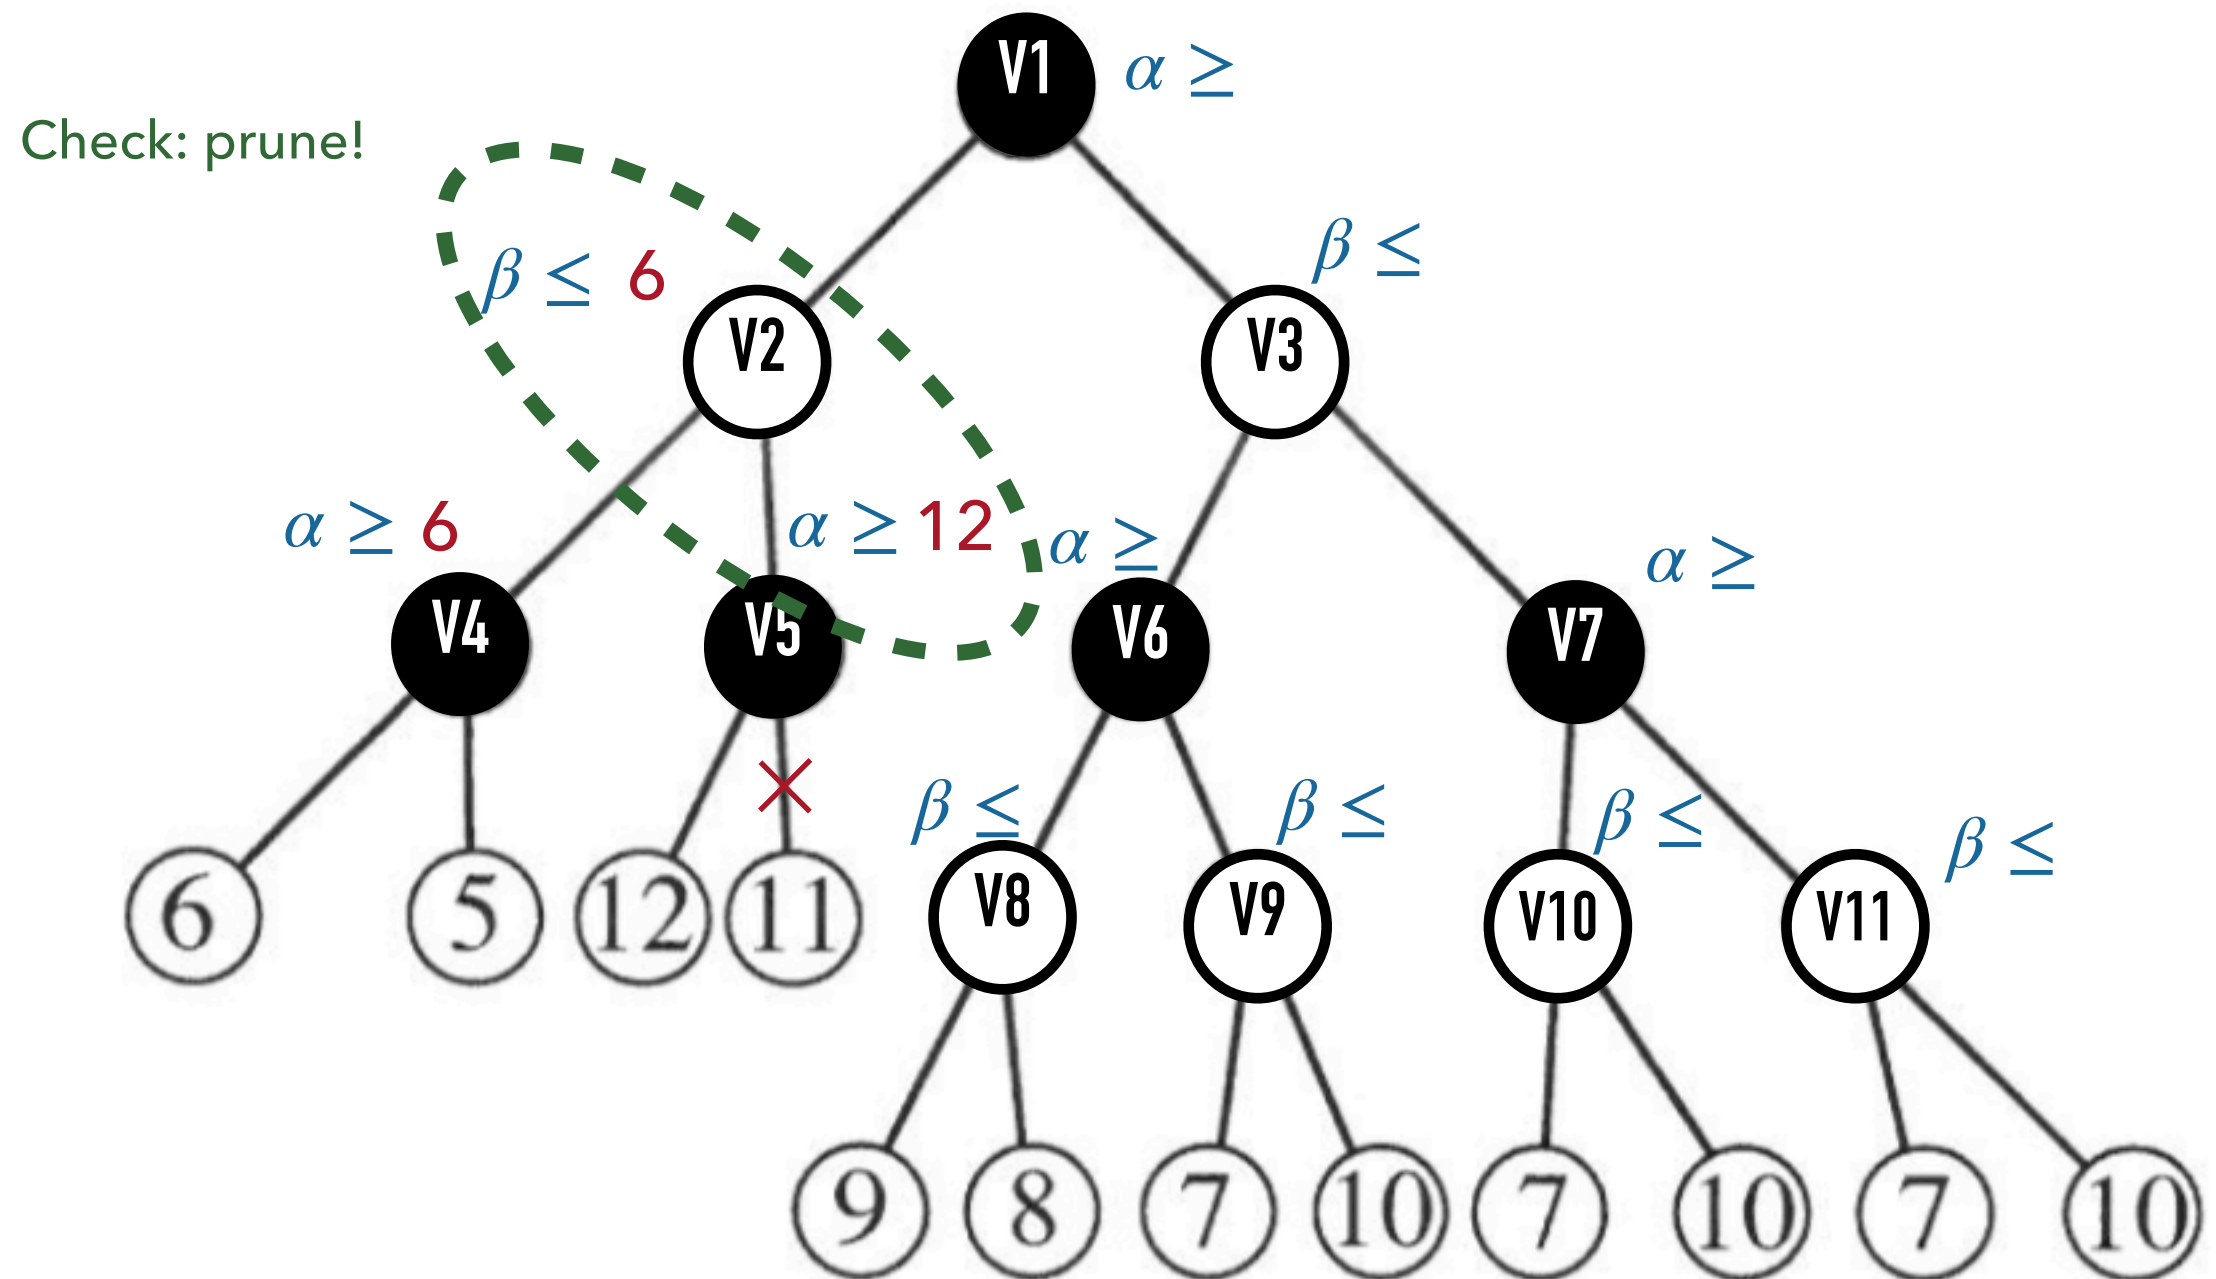 V1
α ≥
Check: prune!
β ≤ 6
β ≤
V2
V3
α ≥ 6
α ≥ 12
α ≥
α ≥
V4
V5
V6
V7
β ≤
β ≤
β ≤
β ≤
6
5
12
11
V8
V9
V10
V11
9
8
7
10
7
10
7
10